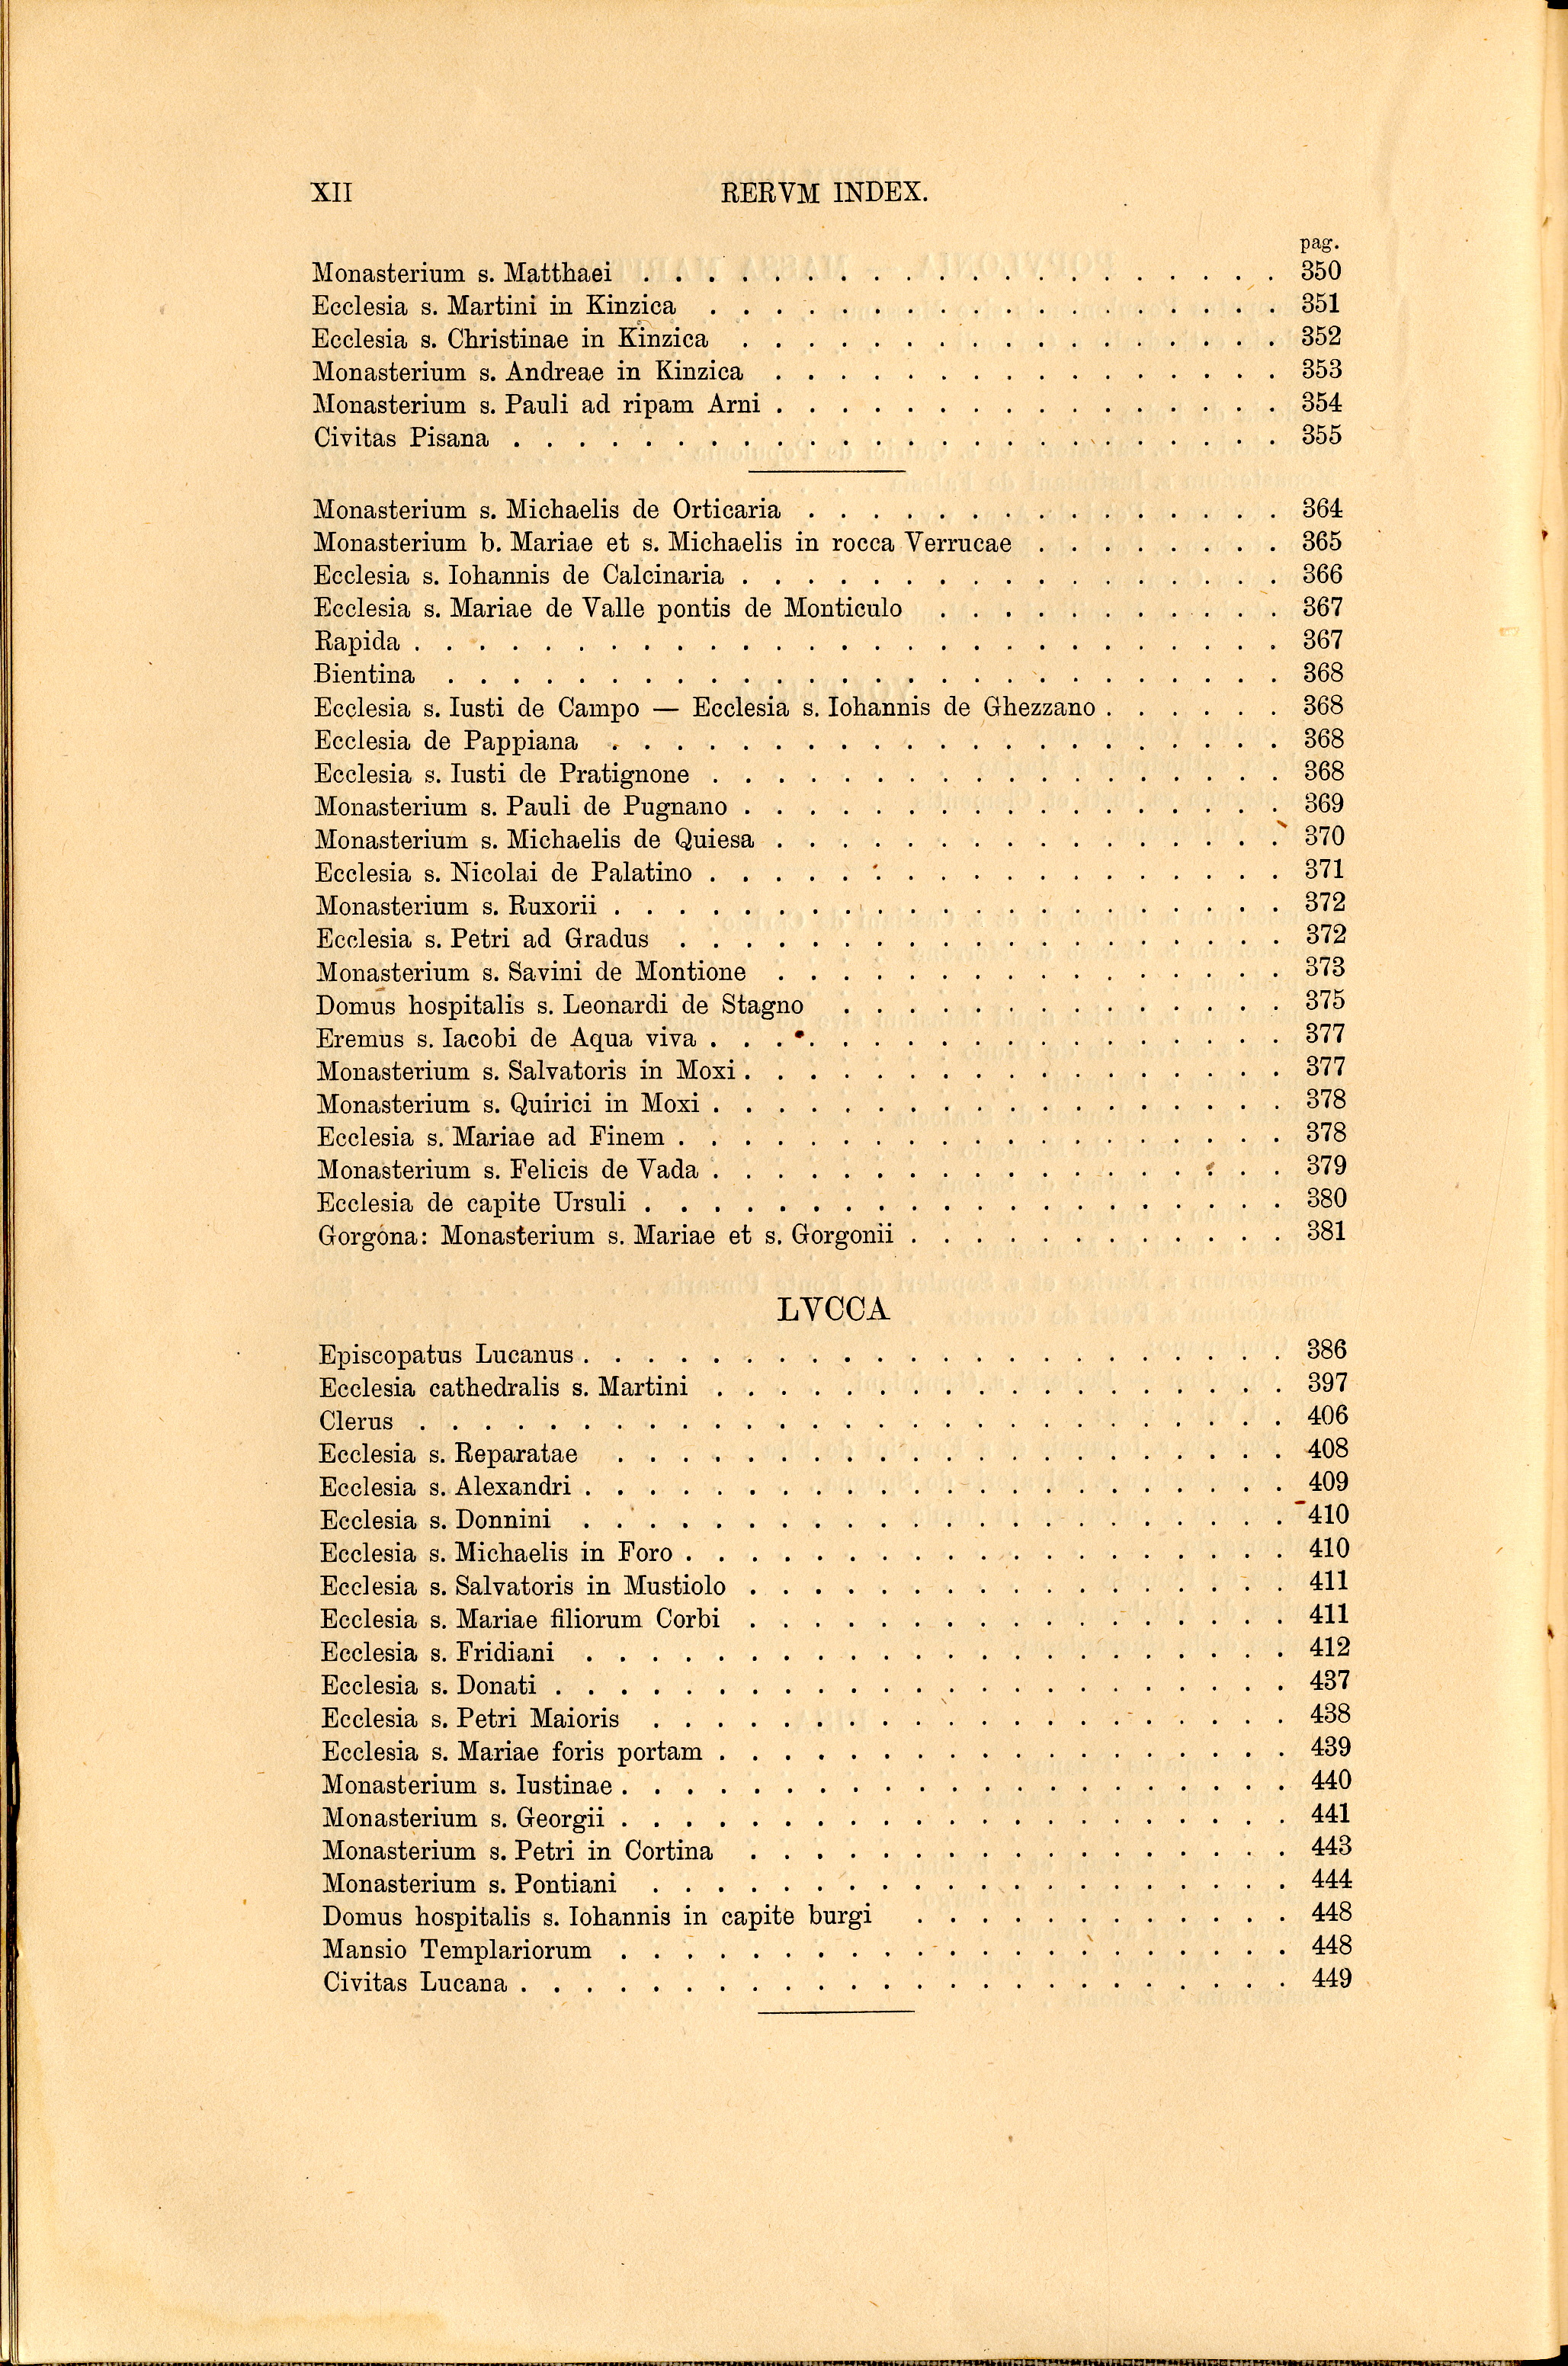 XII RERVM INDEX.
pag.
Monasterium s. Matthaei . . . . . . . . . . . . . . . . . . . . 350
Ecclesia s. Martini in Kinzica . . . . . . . . . . . . . . . . . . 351
Ecclesia s. Christinae in Kinzica . . . . . . . . . . . . . . . . . 352
Monasterium s. Andreae in Kinzica . . . . . . . . . . . . . . . . 353
Monasterium s. Pauli ad ripam Arni . . . . . . . . . . . . . . . . 354
Civitas Pisana . . . . . . . . . . . . . . . . . . . . . . . . 355
Monasterium s. Michaelis de Orticaria . . . . . . . . . . . . . . . 364
Monasterium b. Mariae et s. Michaelis in rocca Verrucae . . . . . . . . 365
Ecclesia s. Iohannis de Calcinaria . . . . . . . . . . . . . . . . . 366
Ecclesia s. Mariae de Valle pontis de Monticulo . . . . . . . . . . . 367
Rapida . . . . . . . . . . . . . . . . . . . . . . . . . . . 367
Bientina . . . . . . . . . . . . . . . . . . . . . . . . . . 368
Ecclesia s. Iusti de Campo — Ecclesia s. Iohannis de Ghezzano . . . . . . 368
Ecclesia de Pappiana . . . . . . . . . . . . . . . . . . . . . 368
Ecclesia s. Iusti de Pratignone . . . . . . . . . . . . . . . . . . 368
Monasterium s. Pauli de Pugnano . . . . . . . . . . . . . . . . . 369
Monasterium s. Michaelis de Quiesa . . . . . . . . . . . . . . . . 370
Ecclesia s. Nicolai de Palatino . . . . . . . . . . . . . . . . . . 371
Monasterium s. Ruxorii . . . . . . . . . . . . . . . . . . . . . 372
Ecclesia s. Petri ad Gradus . . . . . . . . . . . . . . . . . . . 372
Monasterium s. Savini de Montione . . . . . . . . . . . . . . . . 373
Domus hospitalis s. Leonardi de Stagno . . . . . . . . . . . . . . 375
Eremus s. Iacobi de Aqua viva . . . . . . . . . . . . . . . . . . 377
Monasterium s. Salvatoris in Moxi . . . . . . . . . . . . . . . . . 377
Monasterium s. Quirici in Moxi . . . . . . . . . . . . . . . . . . 378
Ecclesia s. Mariae ad Finem . . . . . . . . . . . . . . . . . . . 378
Monasterium s. Felicis de Vada . . . . . . . . . . . . . . . . . . 379
Ecclesia de capite Ursuli . . . . . . . . . . . . . . . . . . . . 380
Gorgona: Monasterium s. Mariae et s. Gorgonii . . . . . . . . . . . . 381
LVCCA
Episcopatus Lucanus . . . . . . . . . . . . . . . . . . . . . . 386
Ecclesia cathedralis s. Martini . . . . . . . . . . . . . . . . . . 397
Clerus . . . . . . . . . . . . . . . . . . . . . . . . . . . 406
Ecclesia s. Reparatae . . . . . . . . . . . . . . . . . . . . . 408
Ecclesia s. Alexandri . . . . . . . . . . . . . . . . . . . . . . 409
Ecclesia s. Donnini . . . . . . . . . . . . . . . . . . . . . . 410
Ecclesia s. Michaelis in Foro . . . . . . . . . . . . . . . . . . . 410
Ecclesia s. Salvatoris in Mustiolo . . . . . . . . . . . . . . . . . 411
Ecclesia s. Mariae filiorum Corbi . . . . . . . . . . . . . . . . . 411
Ecclesia s. Fridiani . . . . . . . . . . . . . . . . . . . . . . 412
Ecclesia s. Donati . . . . . . . . . . . . . . . . . . . . . . . 437
Ecclesia s. Petri Maioris . . . . . . . . . . . . . . . . . . . . 438
Ecclesia s. Mariae foris portam . . . . . . . . . . . . . . . . . . 439
Monasterium s. Iustinae . . . . . . . . . . . . . . . . . . . . . 440
Monasterium s. Georgii . . . . . . . . . . . . . . . . . . . . . 441
Monasterium s. Petri in Cortina . . . . . . . . . . . . . . . . . 443
Monasterium s. Pontiani . . . . . . . . . . . . . . . . . . . . 444
Domus hospitalis s. Iohannis in capite burgi . . . . . . . . . . . . 448
Mansio Templariorum . . . . . . . . . . . . . . . . . . . . . 448
Civitas Lucana . . . . . . . . . . . . . . . . . . . . . . . . 449